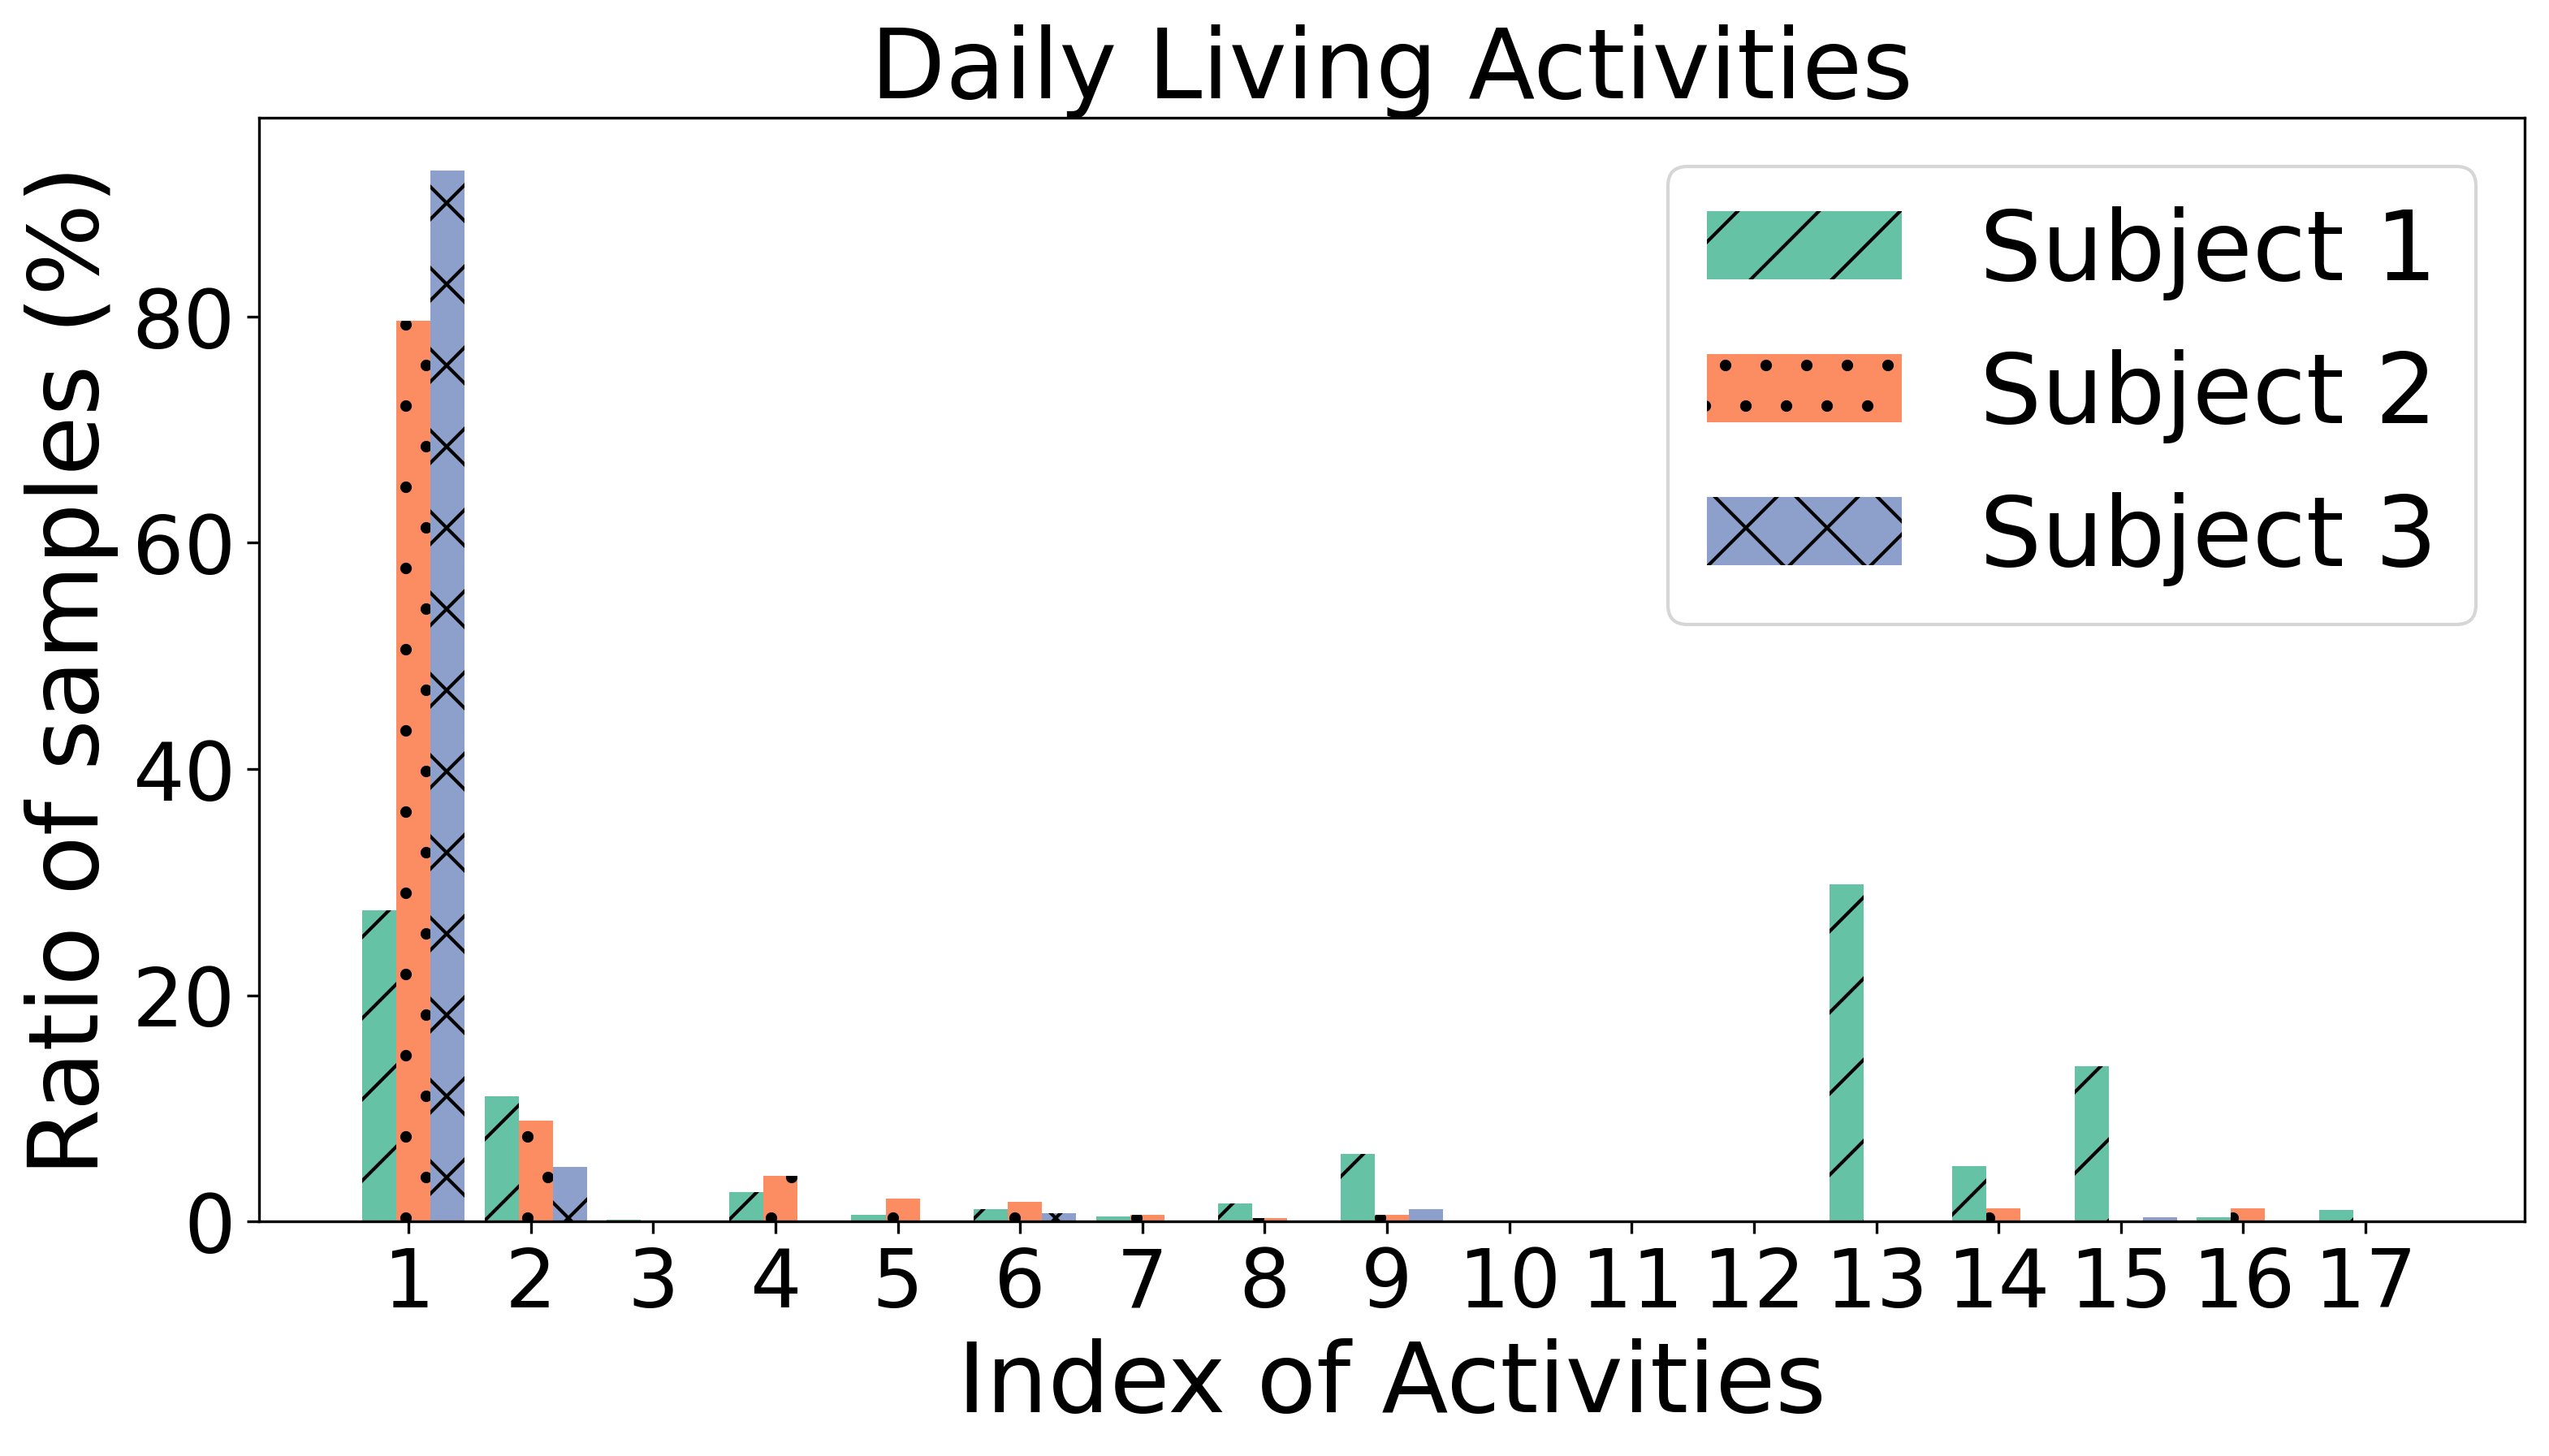 Daily Living Activities
Ratio of samples (%)
80
60
40
20
0
Subject 1
Subject 2
Subject 3
1 2 3 4 5 6 7 8 9 10 11 12 13 14 15 16 17
Index of Activities